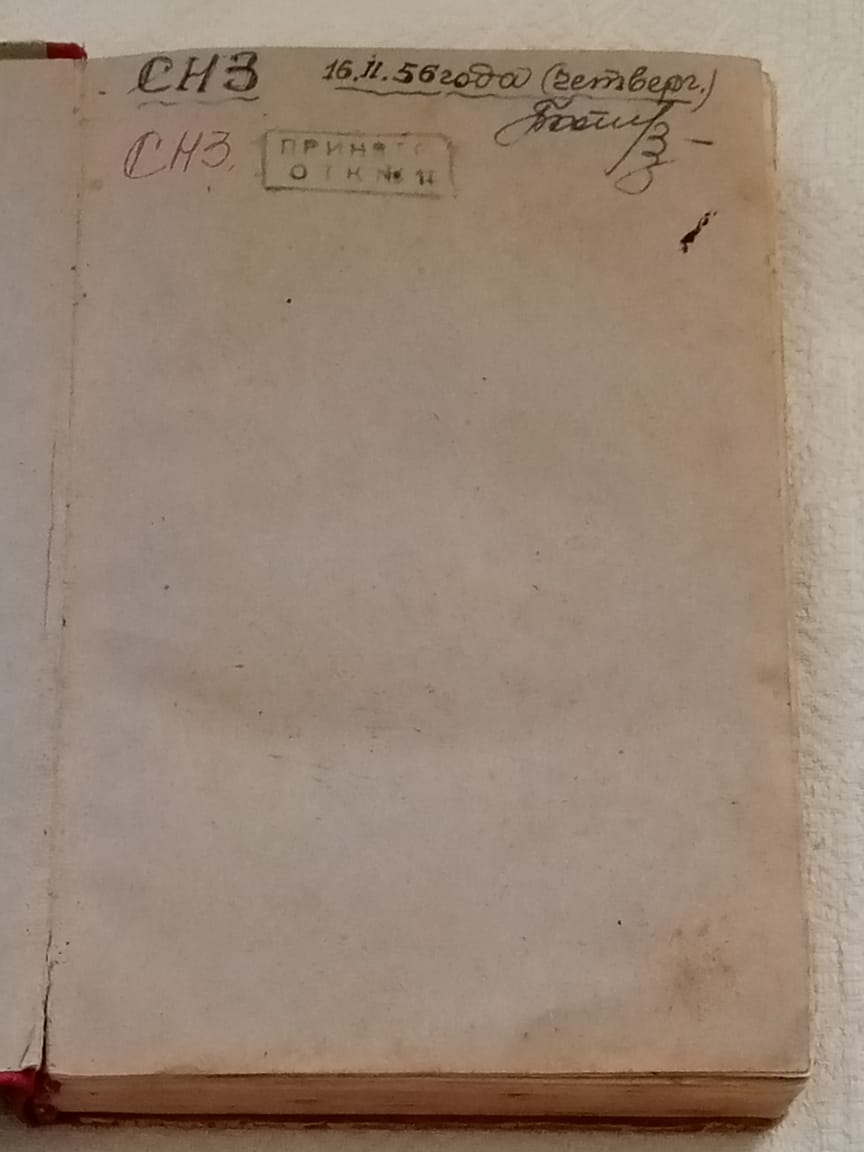 СНЗ 16.II.56 года (четверг.)
СНЗ.
ПРИНЯТО
ОТК № 11